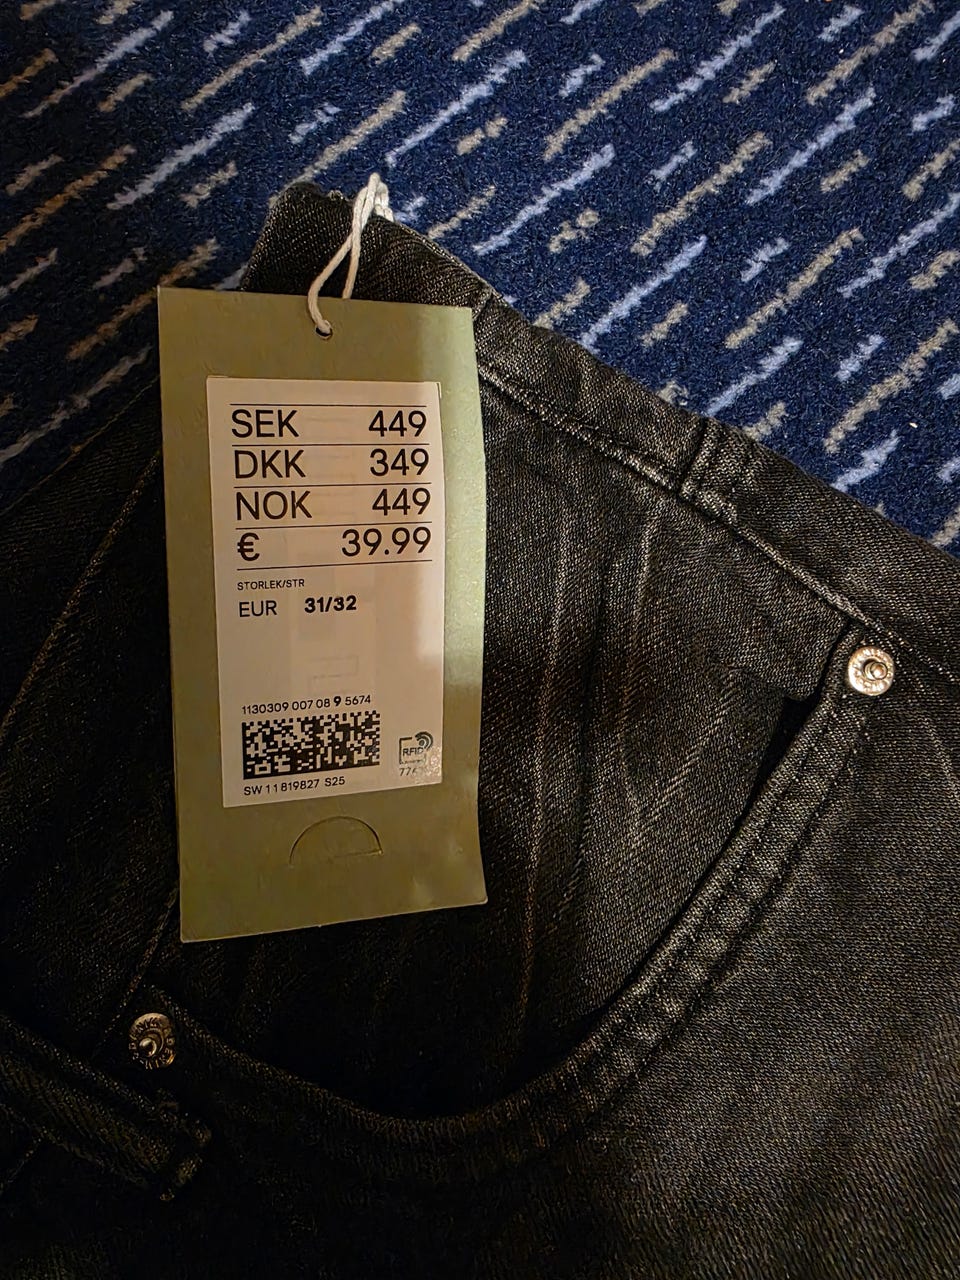 SEK 449
DKK 349
NOK 449
€ 39.99
STORLEK/STR
EUR 31/32
1130309 007 08 9 5674
SW 11819827 S25
RFID